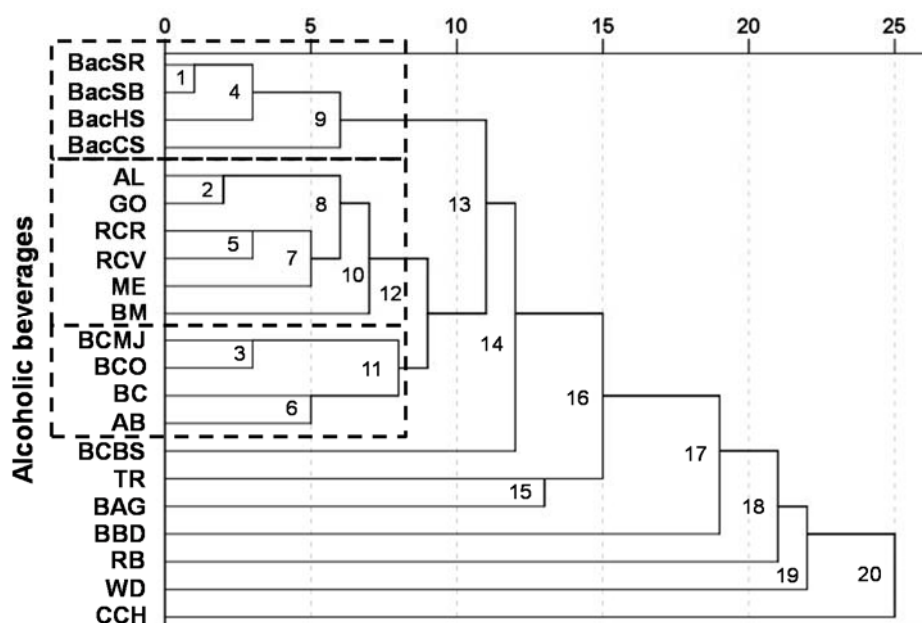 0 5 10 15 20 25
Alcoholic beverages
BacSR
1
BacSB
4
BacHS
9
BacCS
AL
2
GO
8
13
RCR
RCV
5
7
10
ME
12
BM
BCMJ
3
14
BCO
11
BC
16
AB
6
BCBS
17
TR
15
BAG
18
BBD
RB
19
20
WD
CCH